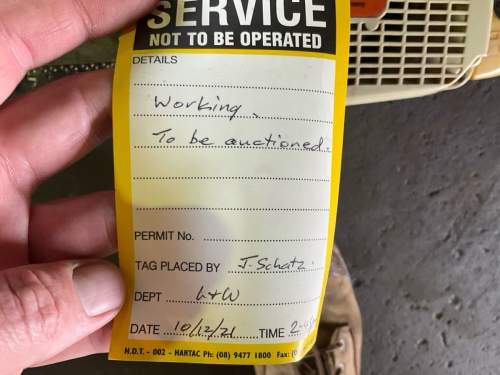 SERVICE
NOT TO BE OPERATED
DETAILS
Working.
To be auctioned.
PERMIT No.
TAG PLACED BY J. Schatz.
DEPT
DATE 10/12/21 TIME
H.D.T. - 002 - HARTAC Ph: (08) 9477 1800 Fax: (0